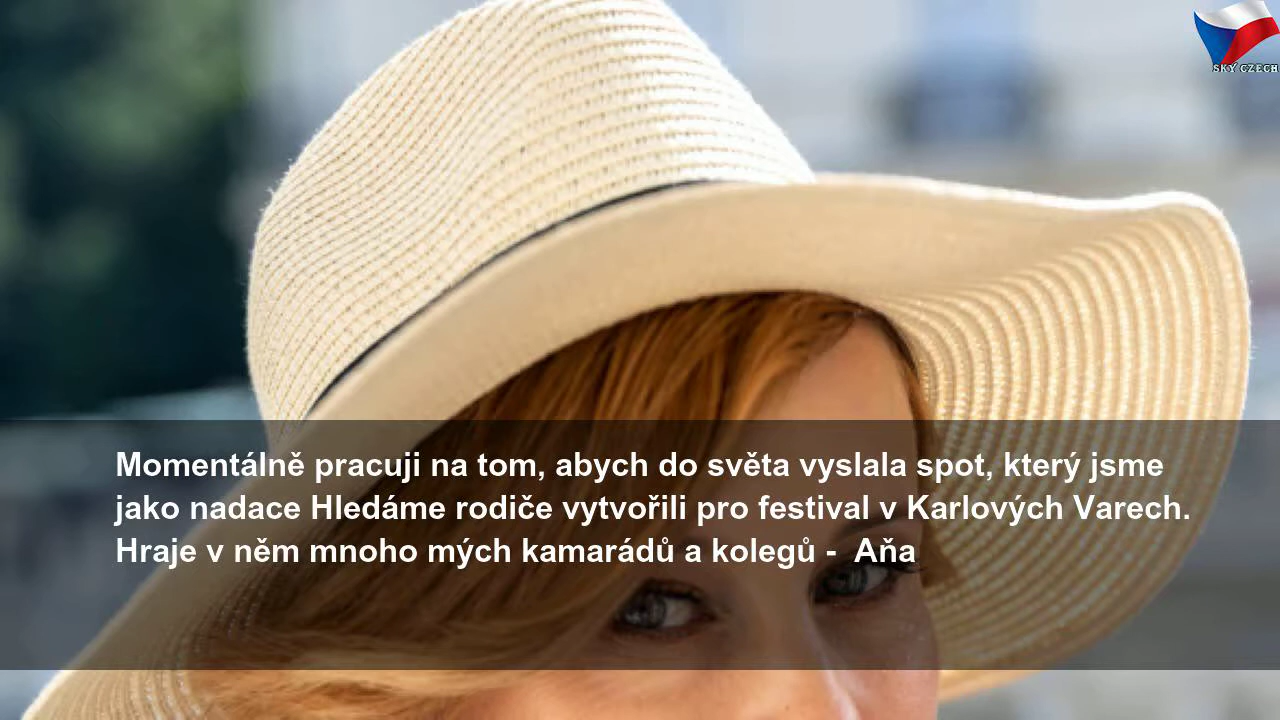 SKY CZECH
Momentálně pracuji na tom, abych do světa vyslala spot, který jsme
jako nadace Hledáme rodiče vytvořili pro festival v Karlových Varech.
Hraje v něm mnoho mých kamarádů a kolegů -  Aňa